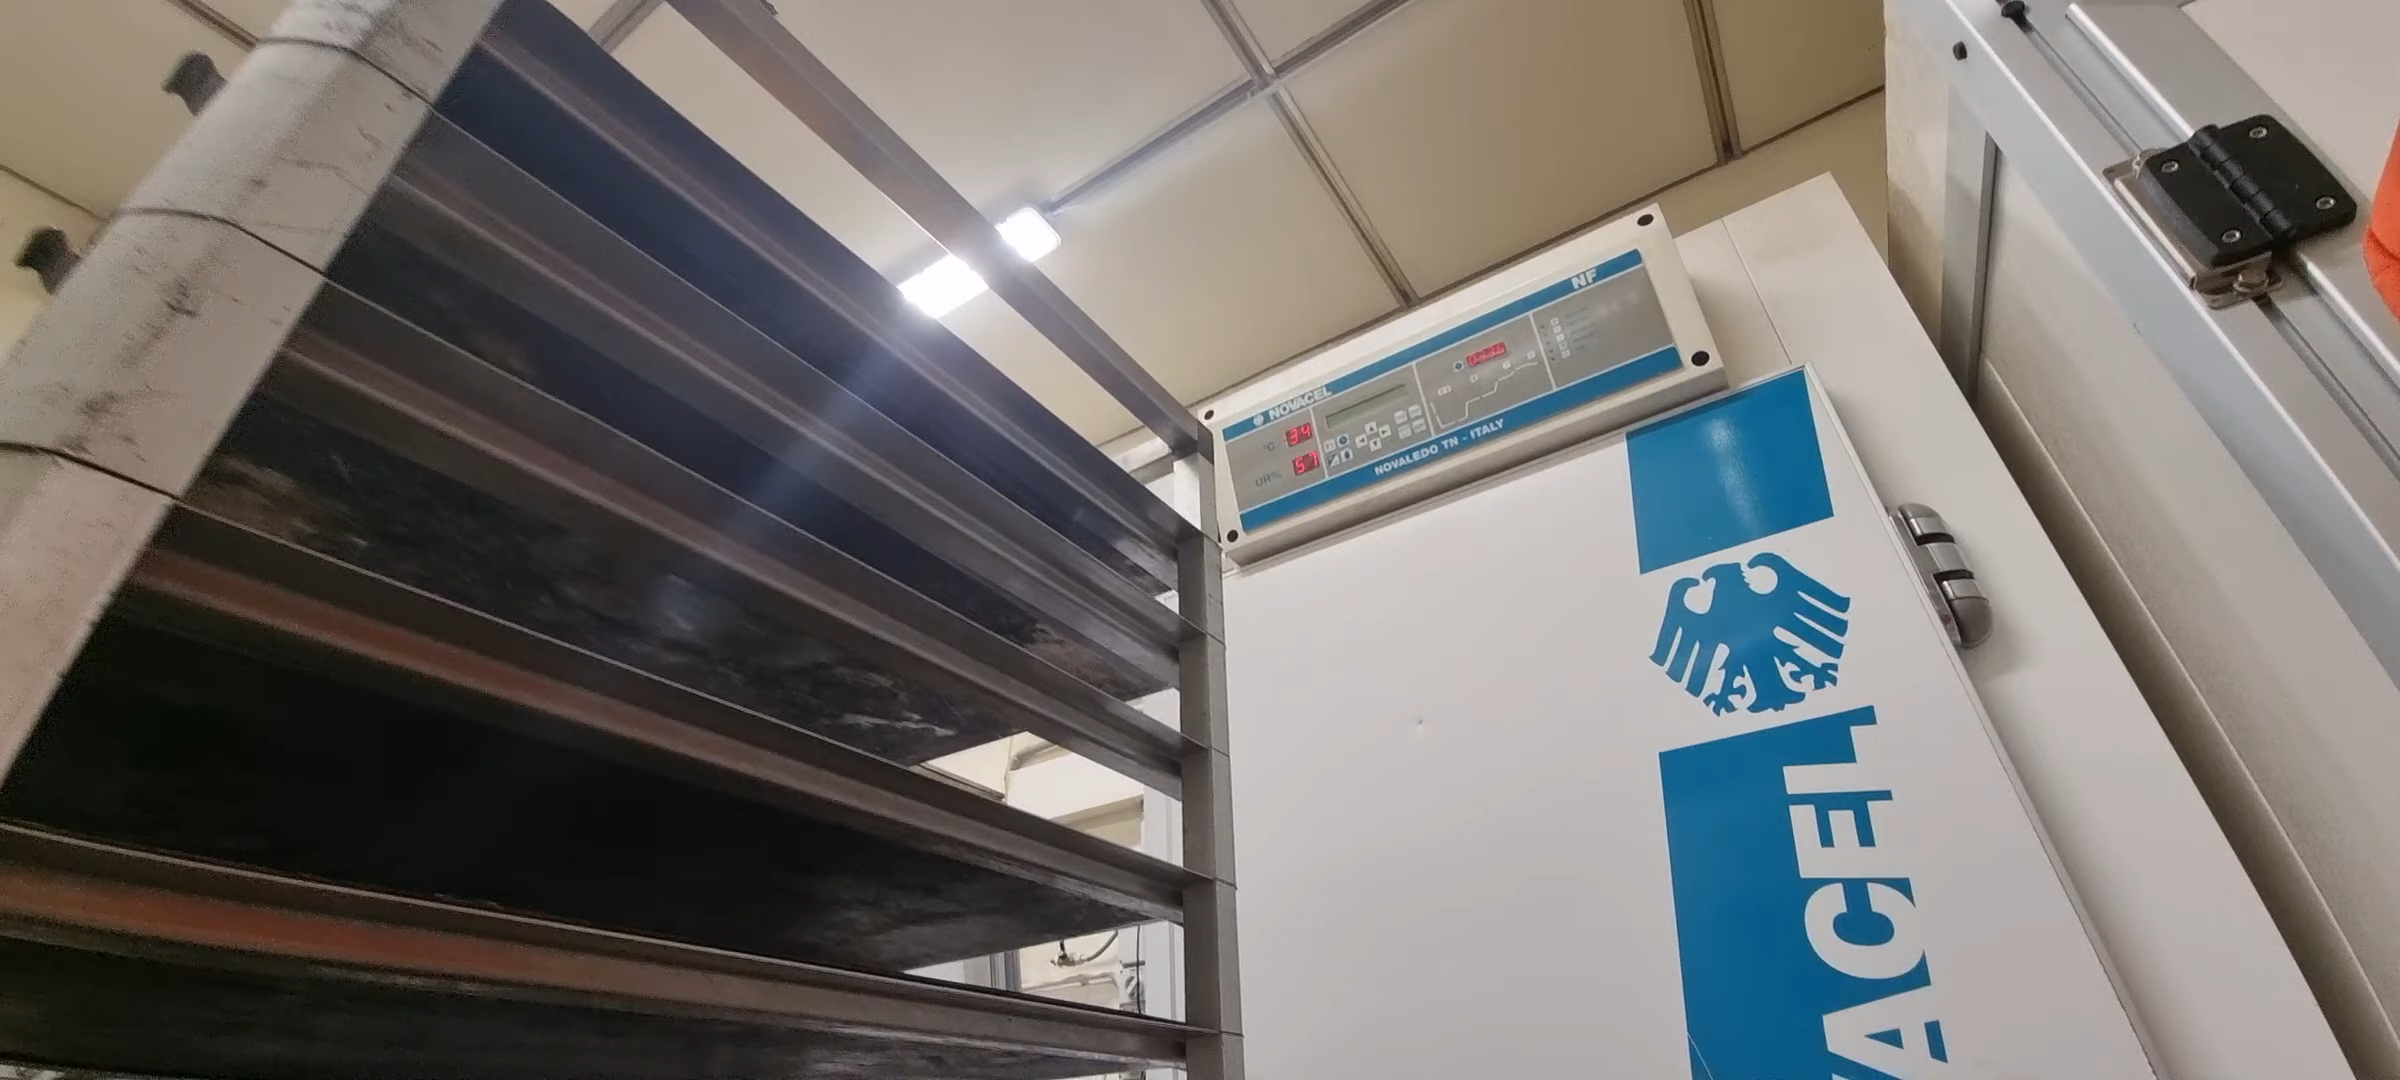 NF
NOVACEL
°C 34
UR% 57
NOVALEDO TN - ITALY
ACEL